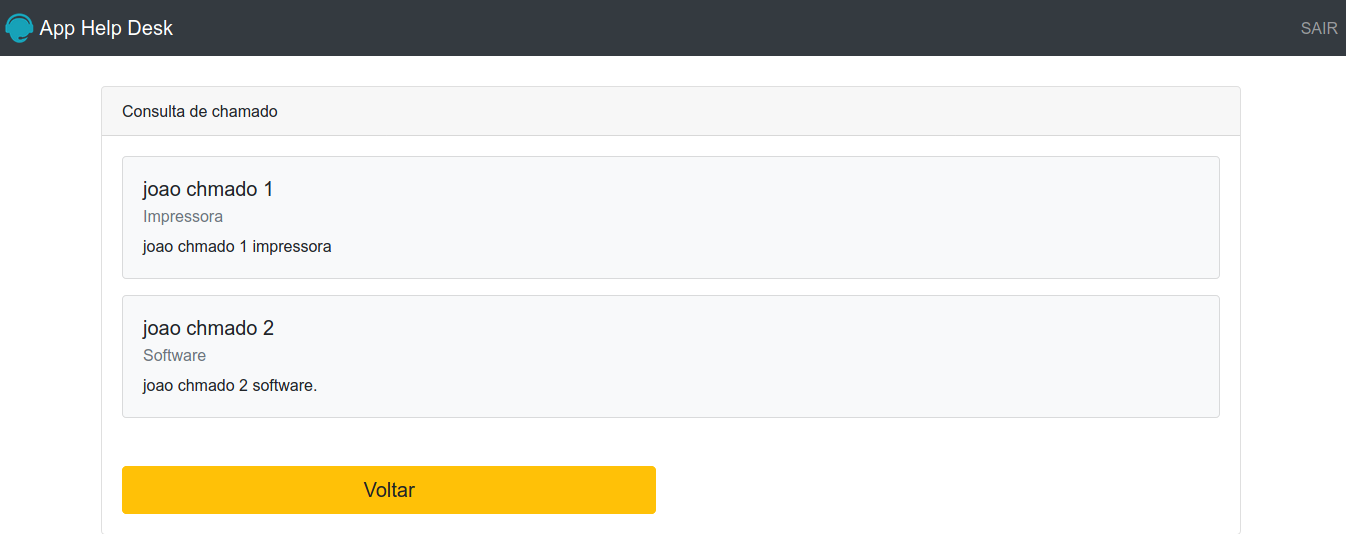 App Help Desk
SAIR
Consulta de chamado
joao chmado 1
Impressora
joao chmado 1 impressora
joao chmado 2
Software
joao chmado 2 software.
Voltar